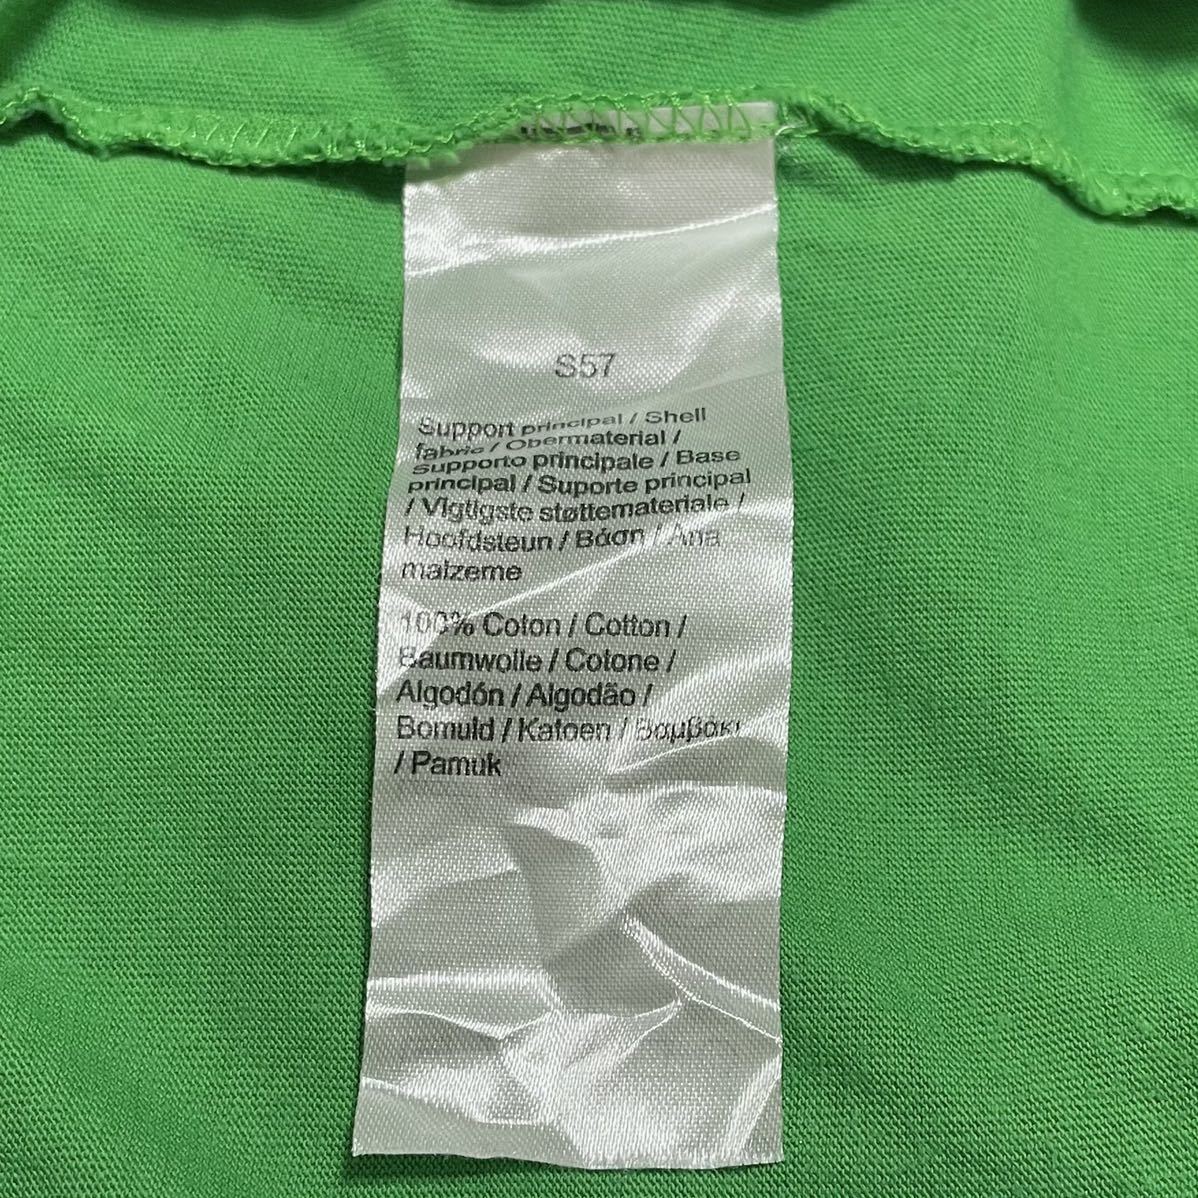 S57
Support principal / Shell
fabric / Obermaterial /
Supporto principale / Base
principal / Suporte principal
/ Vigtigste støttemateriale /
Hoofdsteun / Βάση / Ana
malzeme
100% Coton / Cotton /
Baumwolle / Cotone /
Algodón / Algodão /
Bomuld / Katoen / Βαμβακι
/ Pamuk